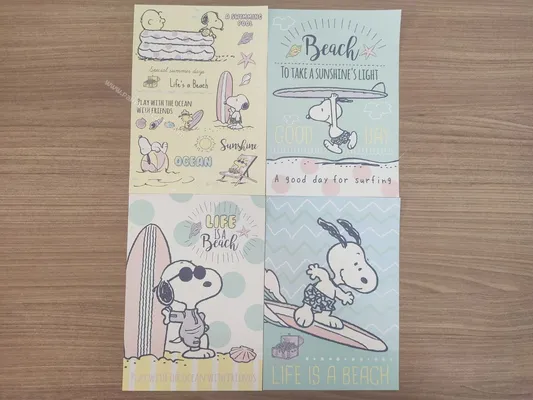 A SWIMMING
POOL
Special summer days
Life's a Beach
PLAY WITH THE OCEAN
WITH FRIENDS
Sunshine
OCEAN
Beach
TO TAKE A SUNSHINE'S LIGHT
GOOD DAY
A good day for surfing
LIFE
IS A
Beach
LIFE IS A BEACH